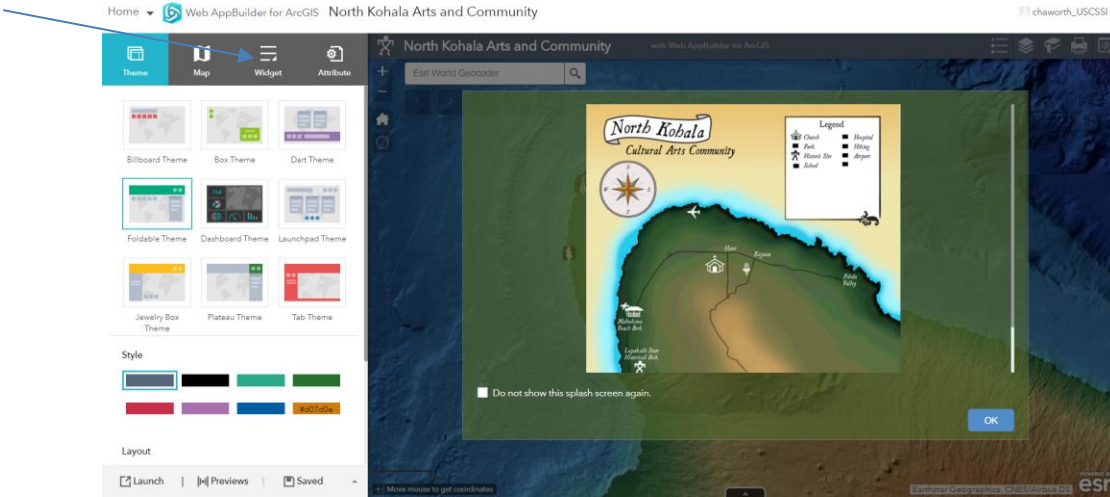 Home Web AppBuilder for ArcGIS North Kohala Arts and Community chaworth_USCSSI
Theme Map Widget Attribute
North Kohala Arts and Community with Web AppBuilder for ArcGIS
Esri World Geocoder
Billboard Theme Box Theme Dart Theme
Foldable Theme Dashboard Theme Launchpad Theme
Jewelry Box Theme Plateau Theme Tab Theme
Style
#d07d0e
Layout
Launch | Previews | Saved
North Kohala
Cultural Arts Community
Legend
Church Hospital
Park Hiking
Historic Site Airport
School
N
W
S
Hawi
Kapaau
Pololu
Valley
Mahukona
Beach Park
Lapakahi State
Historical Park
Do not show this splash screen again.
OK
Move mouse to get coordinates
Earthstar Geographics, CNES/Airbus DS
POWERED BY
esri